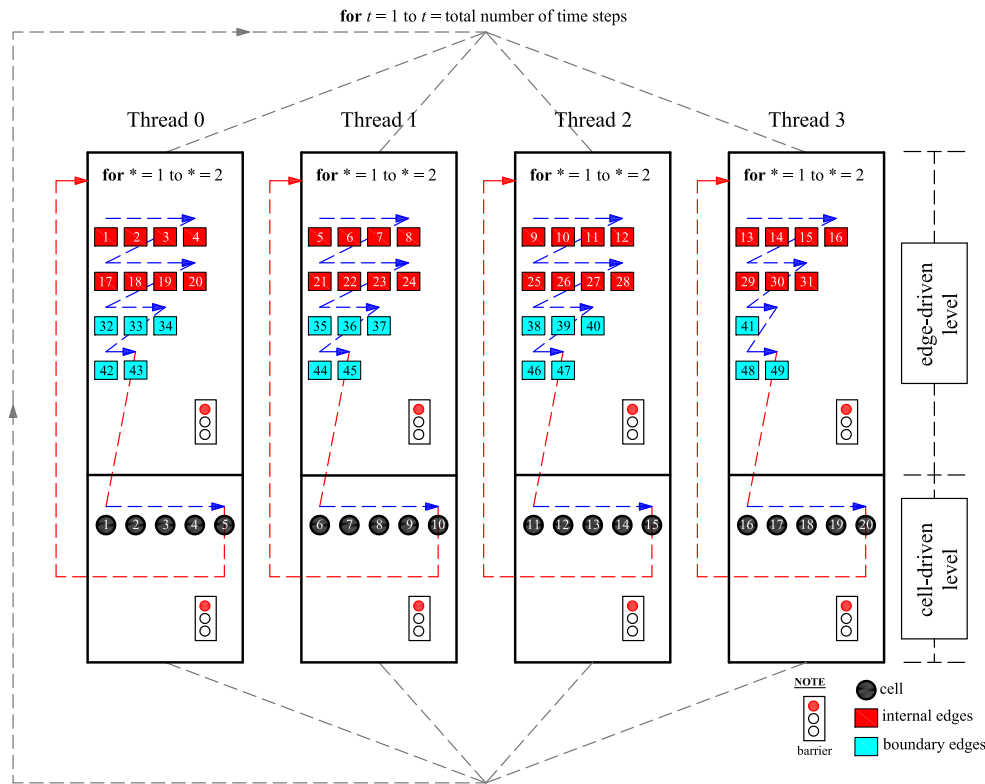 for t = 1 to t = total number of time steps
Thread 0 Thread 1 Thread 2 Thread 3
for * = 1 to * = 2 for * = 1 to * = 2 for * = 1 to * = 2 for * = 1 to * = 2
1 2 3 4 5 6 7 8 9 10 11 12 13 14 15 16
17 18 19 20 21 22 23 24 25 26 27 28 29 30 31
32 33 34 35 36 37 38 39 40 41
42 43 44 45 46 47 48 49
edge-driven
level
1 2 3 4 5 6 7 8 9 10 11 12 13 14 15 16 17 18 19 20
cell-driven
level
NOTE
barrier
cell
internal edges
boundary edges